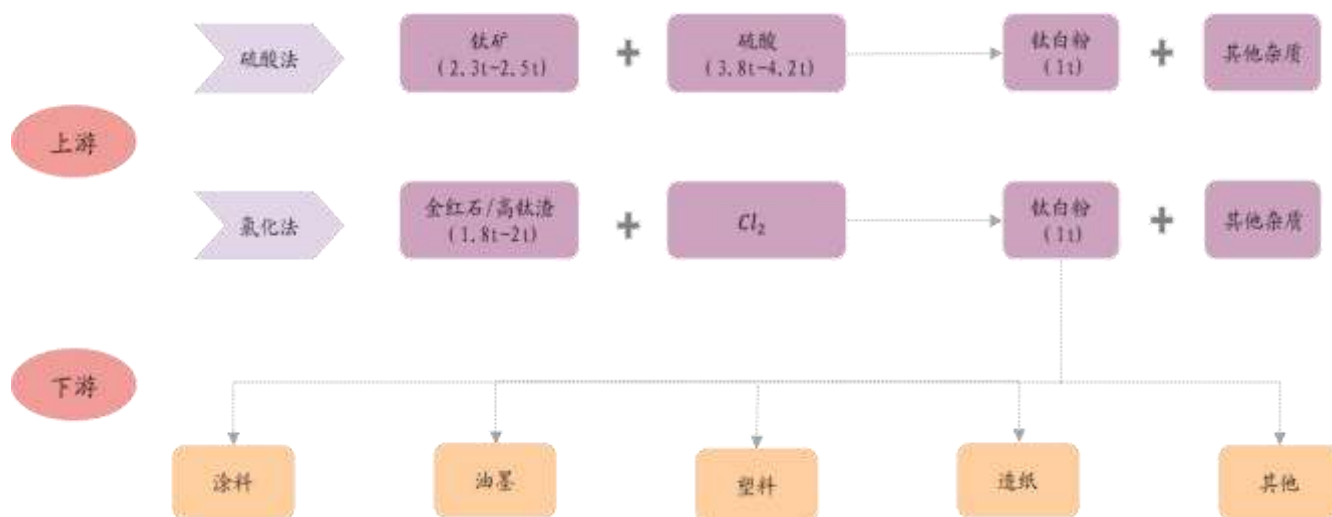 硫酸法
钛矿
(2.3t-2.5t)
+
硫酸
(3.8t-4.2t)
钛白粉
(1t)
+
其他杂质
上游
氯化法
金红石/高钛渣
(1.8t-2t)
+
Cl₂
钛白粉
(1t)
+
其他杂质
下游
涂料
油墨
塑料
造纸
其他